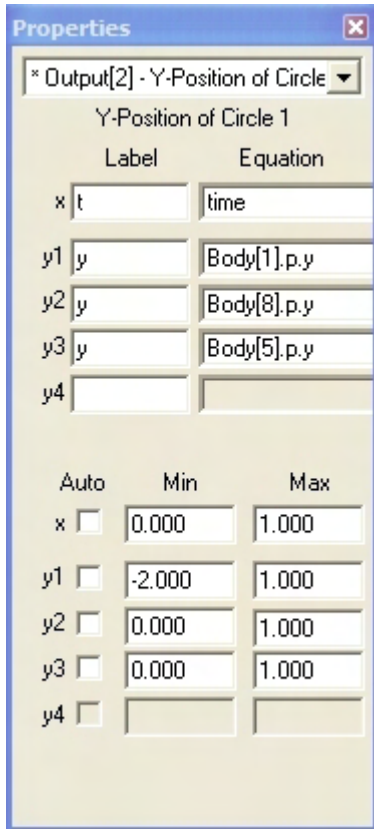 Properties
* Output[2] - Y-Position of Circle
Y-Position of Circle 1
Label Equation
x t time
y1 y Body[1].p.y
y2 y Body[8].p.y
y3 y Body[5].p.y
y4
Auto Min Max
x 0.000 1.000
y1 -2.000 1.000
y2 0.000 1.000
y3 0.000 1.000
y4